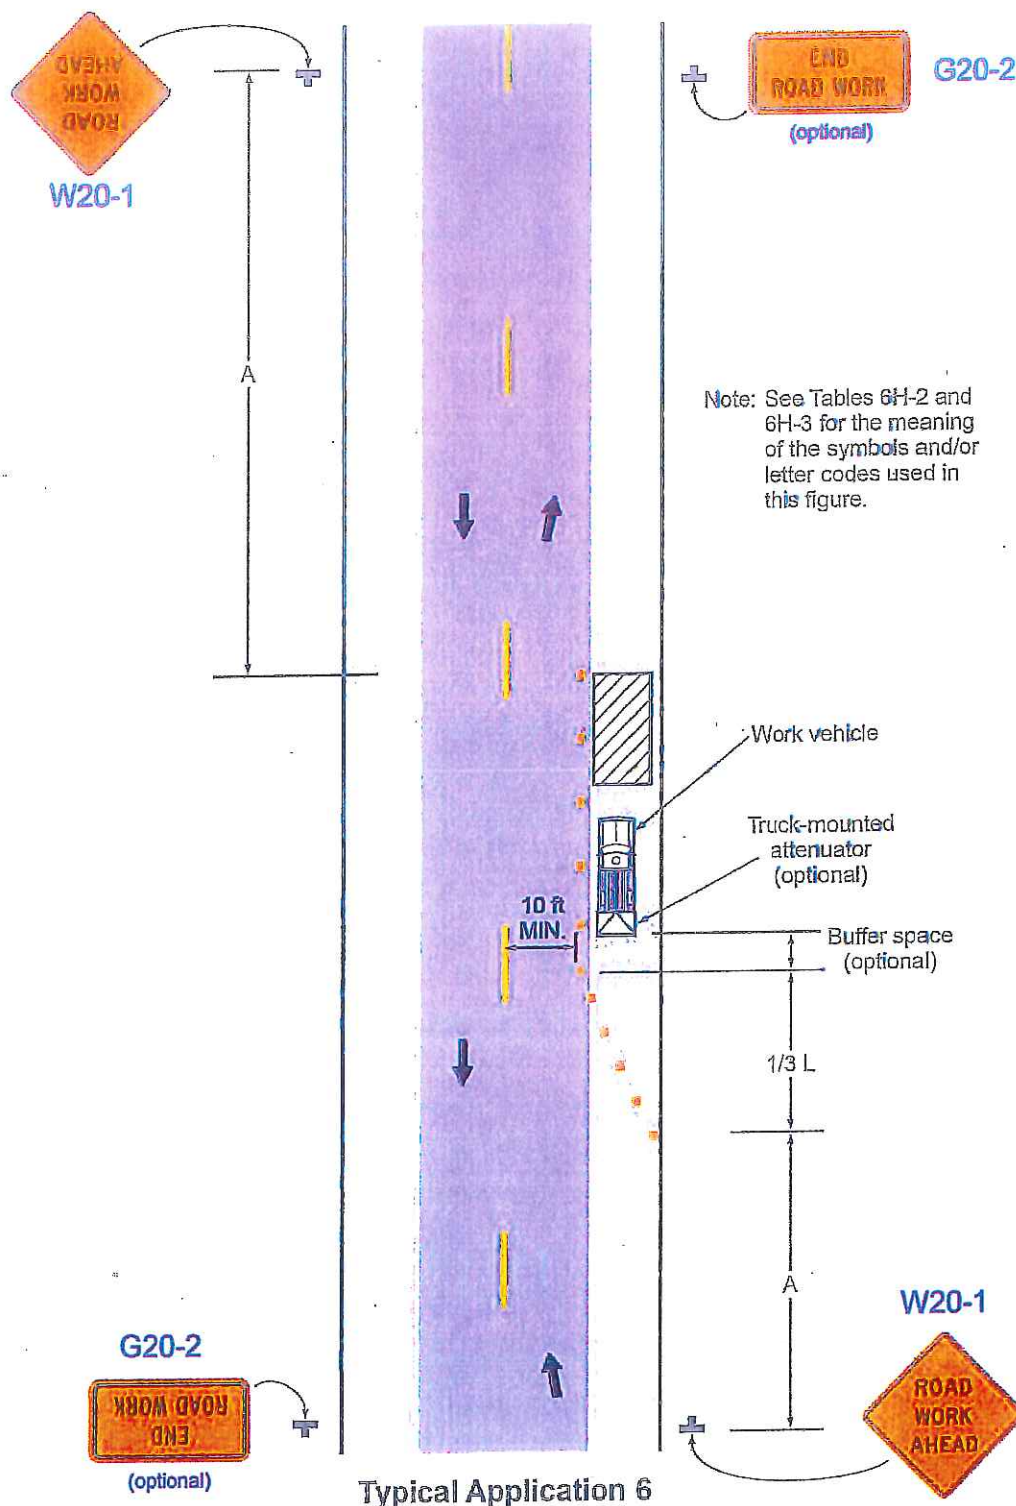 ROAD
WORK
AHEAD
W20-1
END
ROAD WORK
G20-2
(optional)
A
Note: See Tables 6H-2 and
6H-3 for the meaning
of the symbols and/or
letter codes used in
this figure.
Work vehicle
Truck-mounted
attenuator
(optional)
10 ft
MIN.
Buffer space
(optional)
1/3 L
A
W20-1
ROAD
WORK
AHEAD
G20-2
END
ROAD WORK
(optional)
Typical Application 6